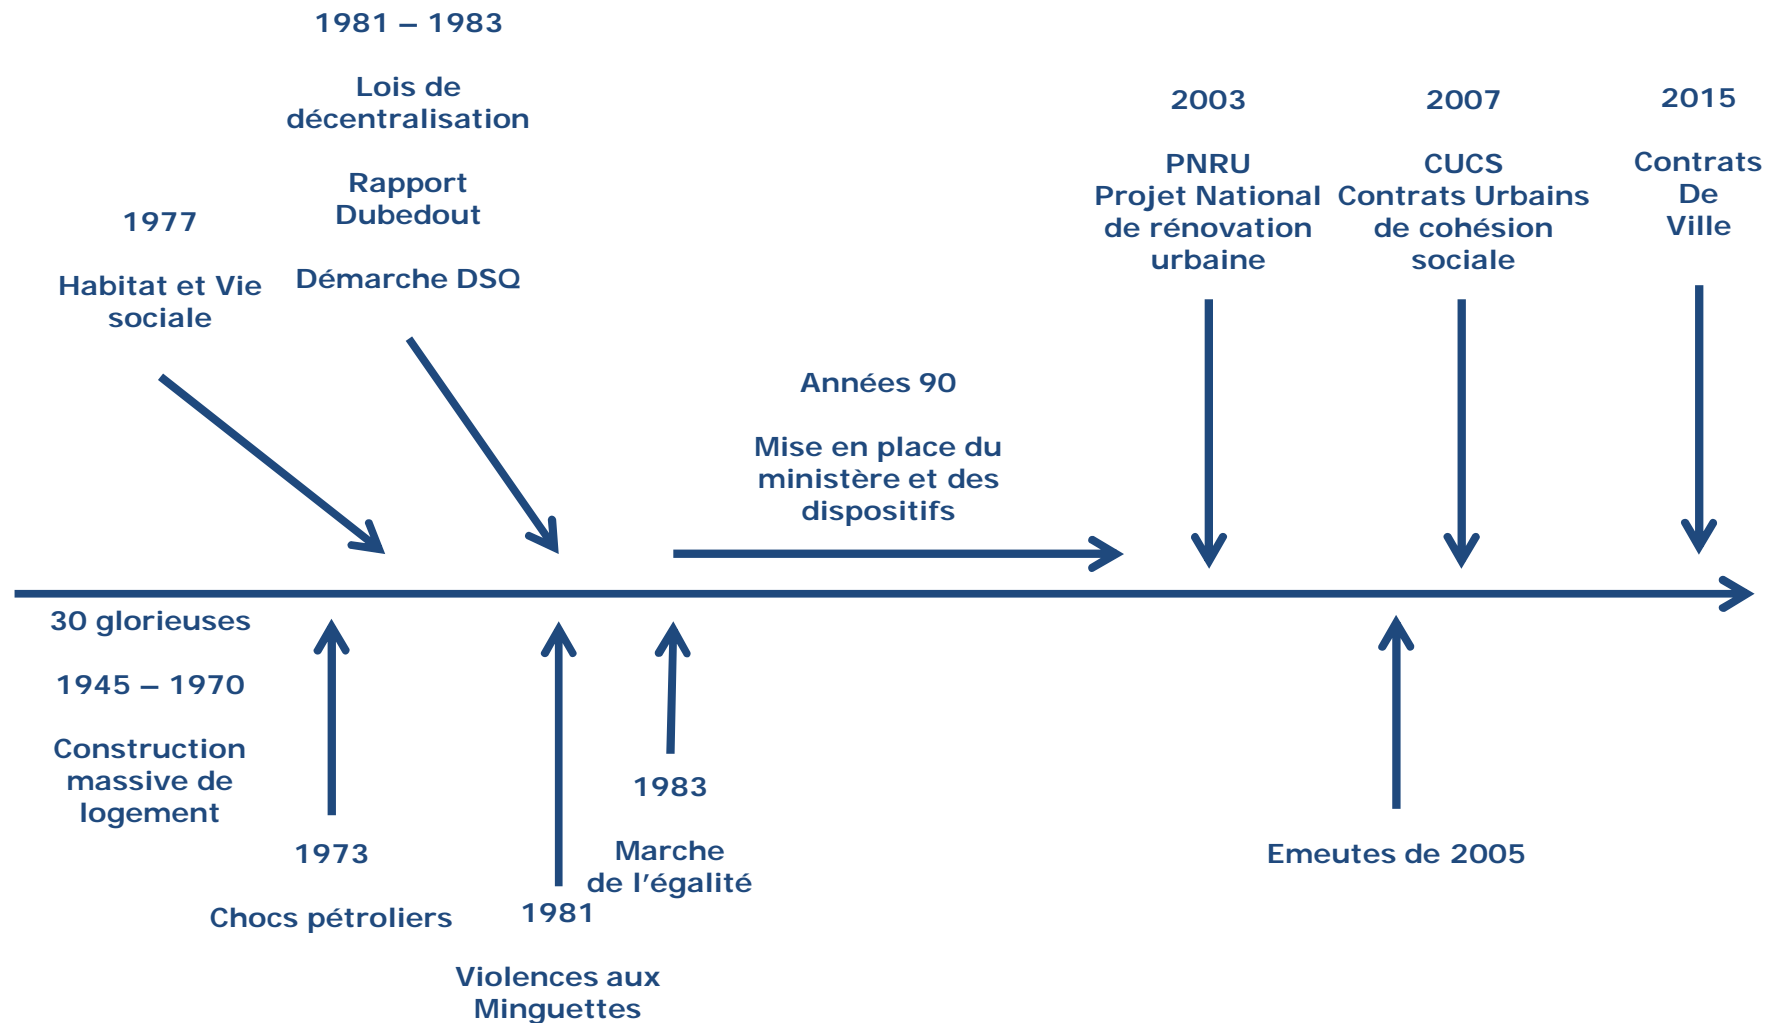 1981 – 1983
Lois de
décentralisation
Rapport
Dubedout
Démarche DSQ
1977
Habitat et Vie
sociale
Années 90
Mise en place du
ministère et des
dispositifs
2003
PNRU
Projet National
de rénovation
urbaine
2007
CUCS
Contrats Urbains
de cohésion
sociale
2015
Contrats
De
Ville
30 glorieuses
1945 – 1970
Construction
massive de
logement
1973
Chocs pétroliers
1981
Violences aux
Minguettes
1983
Marche
de l’égalité
Emeutes de 2005